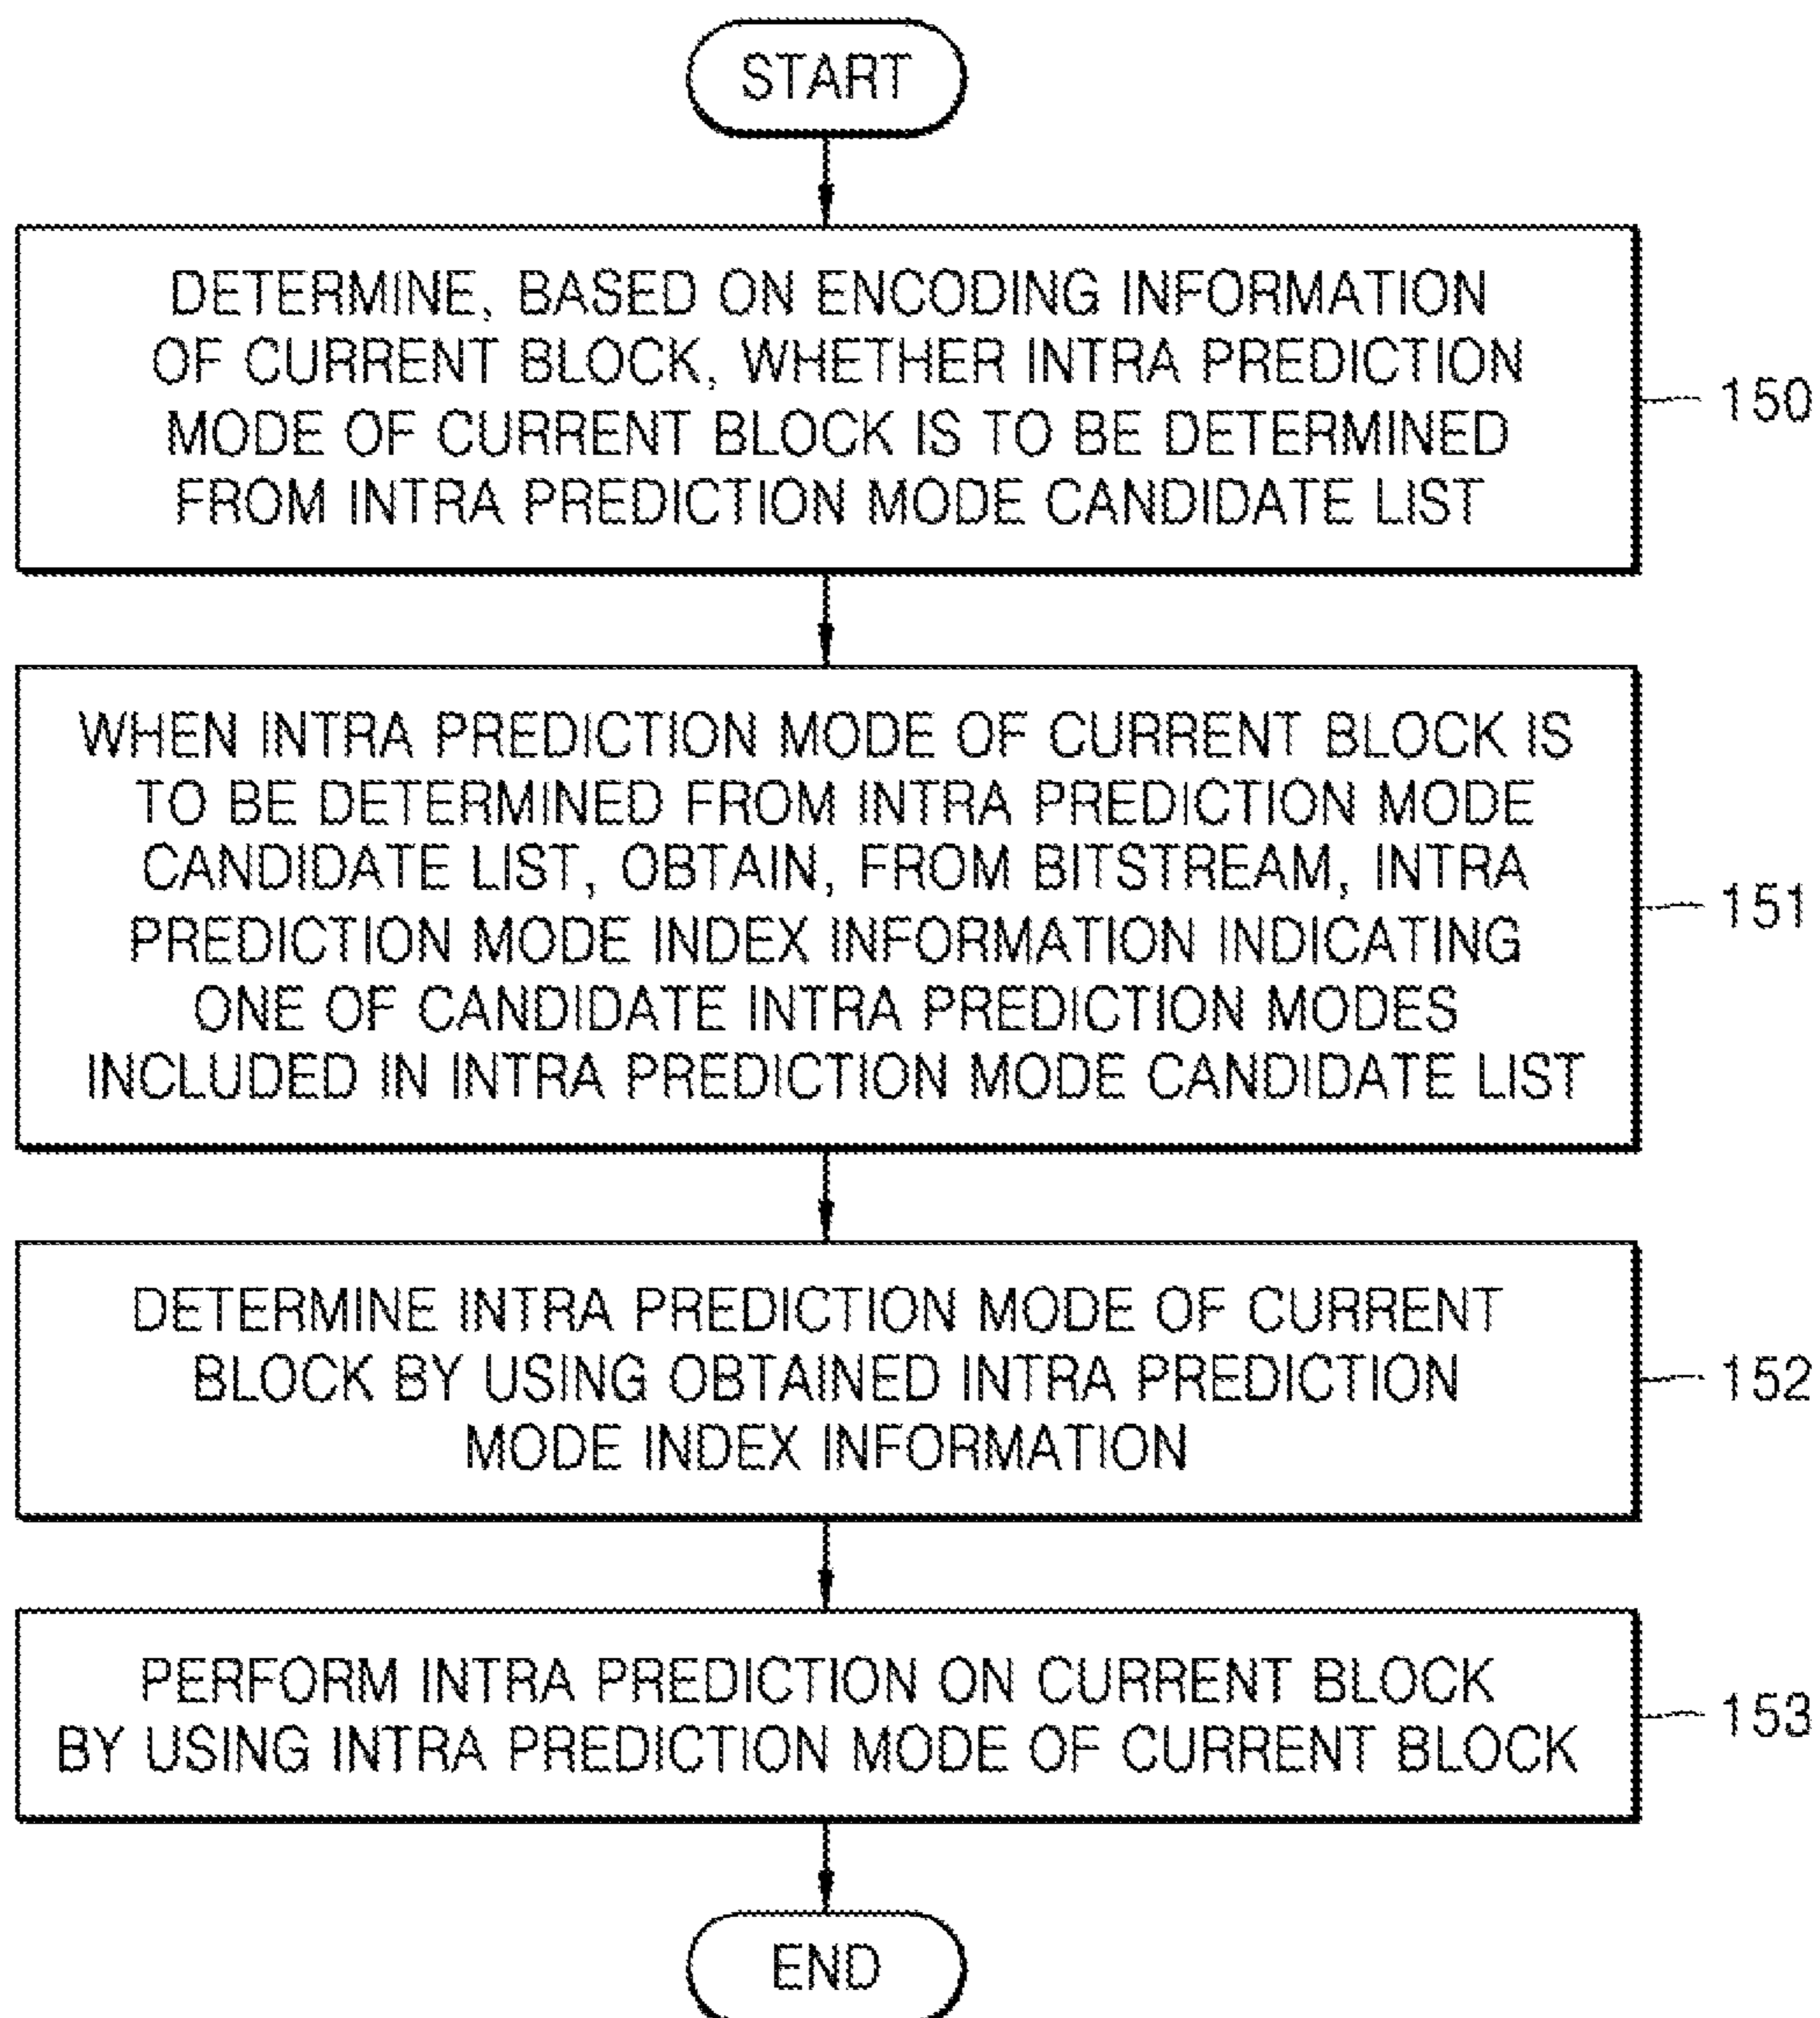 START
DETERMINE, BASED ON ENCODING INFORMATION
OF CURRENT BLOCK, WHETHER INTRA PREDICTION
MODE OF CURRENT BLOCK IS TO BE DETERMINED
FROM INTRA PREDICTION MODE CANDIDATE LIST
150
WHEN INTRA PREDICTION MODE OF CURRENT BLOCK IS
TO BE DETERMINED FROM INTRA PREDICTION MODE
CANDIDATE LIST, OBTAIN, FROM BITSTREAM, INTRA
PREDICTION MODE INDEX INFORMATION INDICATING
ONE OF CANDIDATE INTRA PREDICTION MODES
INCLUDED IN INTRA PREDICTION MODE CANDIDATE LIST
151
DETERMINE INTRA PREDICTION MODE OF CURRENT
BLOCK BY USING OBTAINED INTRA PREDICTION
MODE INDEX INFORMATION
152
PERFORM INTRA PREDICTION ON CURRENT BLOCK
BY USING INTRA PREDICTION MODE OF CURRENT BLOCK
153
END